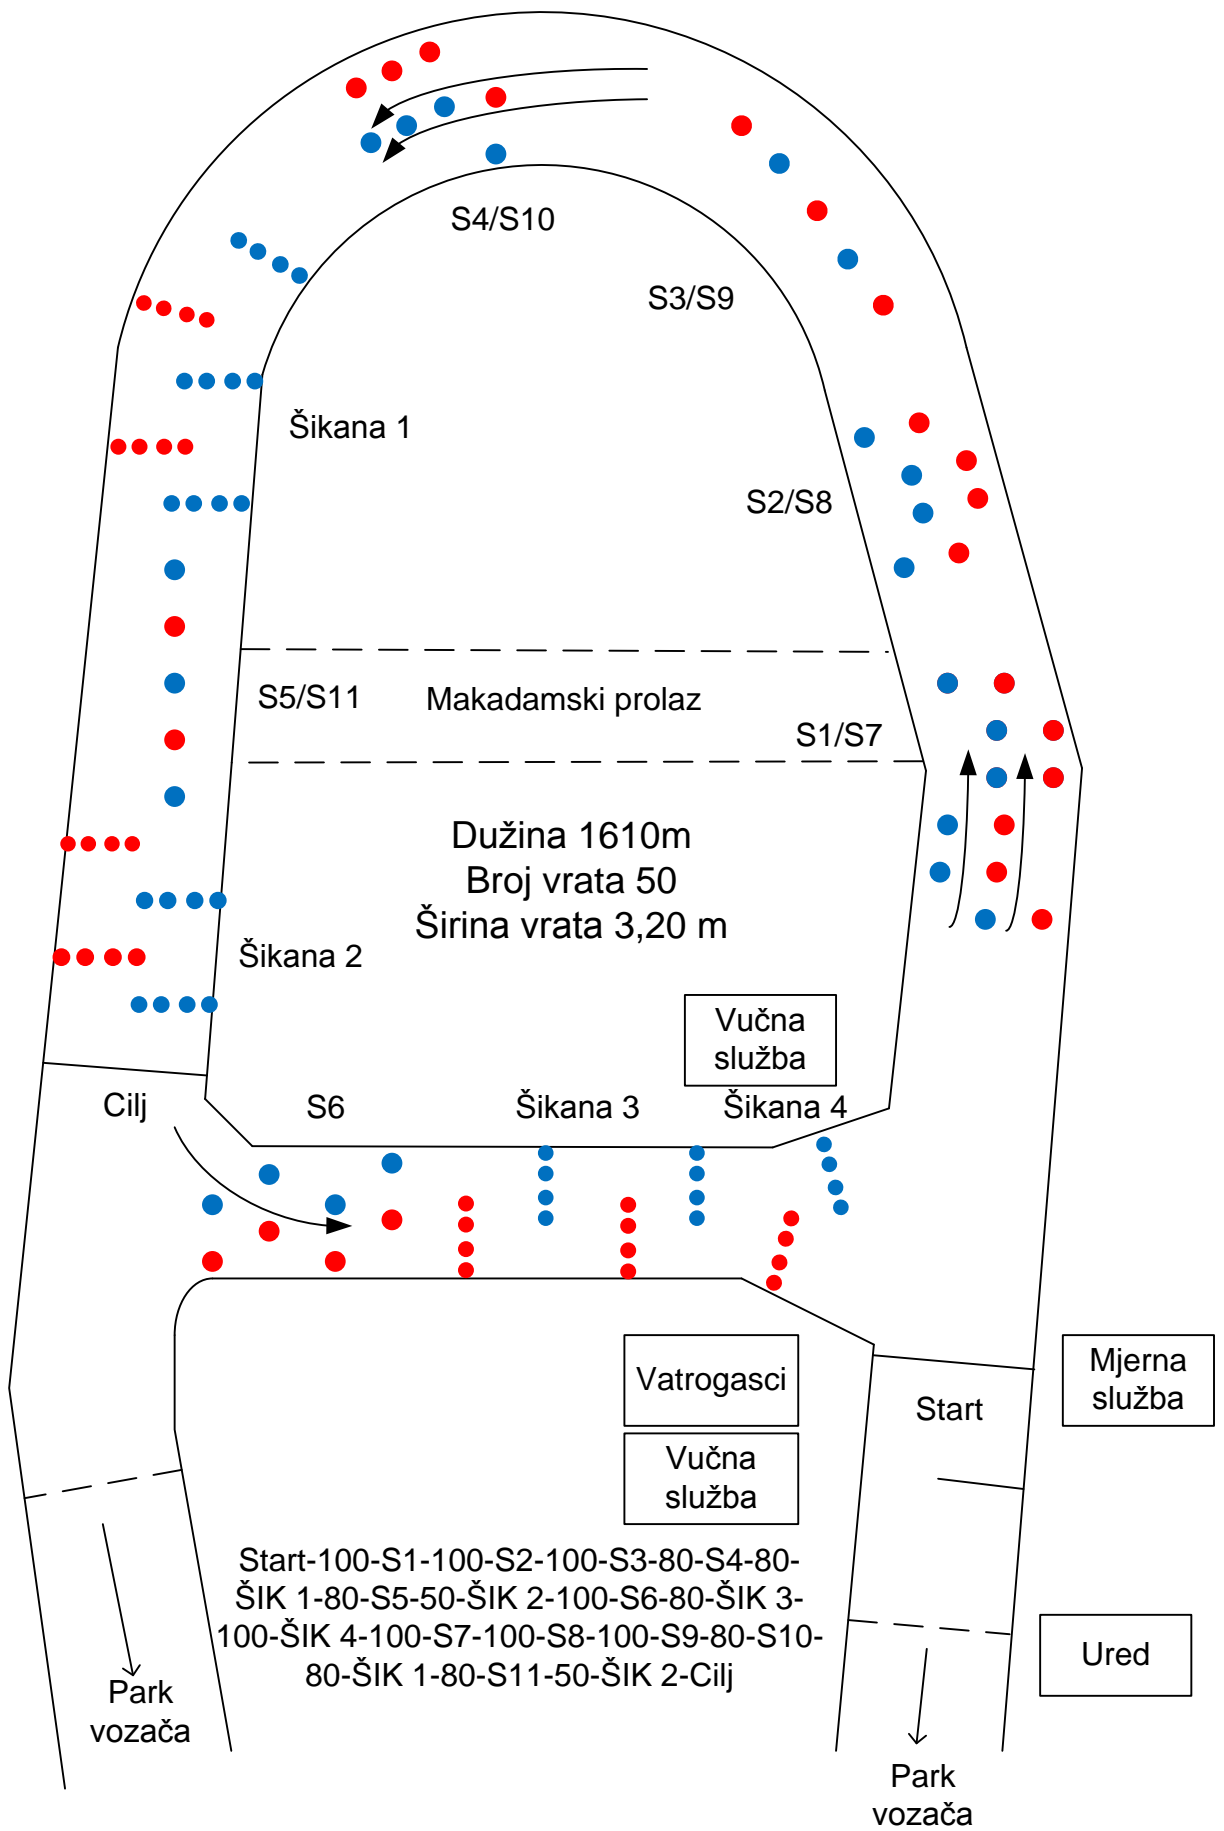 S4/S10
S3/S9
Šikana 1
S2/S8
S5/S11
Makadamski prolaz
S1/S7
Dužina 1610m
Broj vrata 50
Širina vrata 3,20 m
Šikana 2
Vučna
služba
Cilj
S6
Šikana 3
Šikana 4
Vatrogasci
Mjerna
služba
Start
Vučna
služba
Start-100-S1-100-S2-100-S3-80-S4-80-
ŠIK 1-80-S5-50-ŠIK 2-100-S6-80-ŠIK 3-
100-ŠIK 4-100-S7-100-S8-100-S9-80-S10-
80-ŠIK 1-80-S11-50-ŠIK 2-Cilj
Ured
Park
vozača
Park
vozača